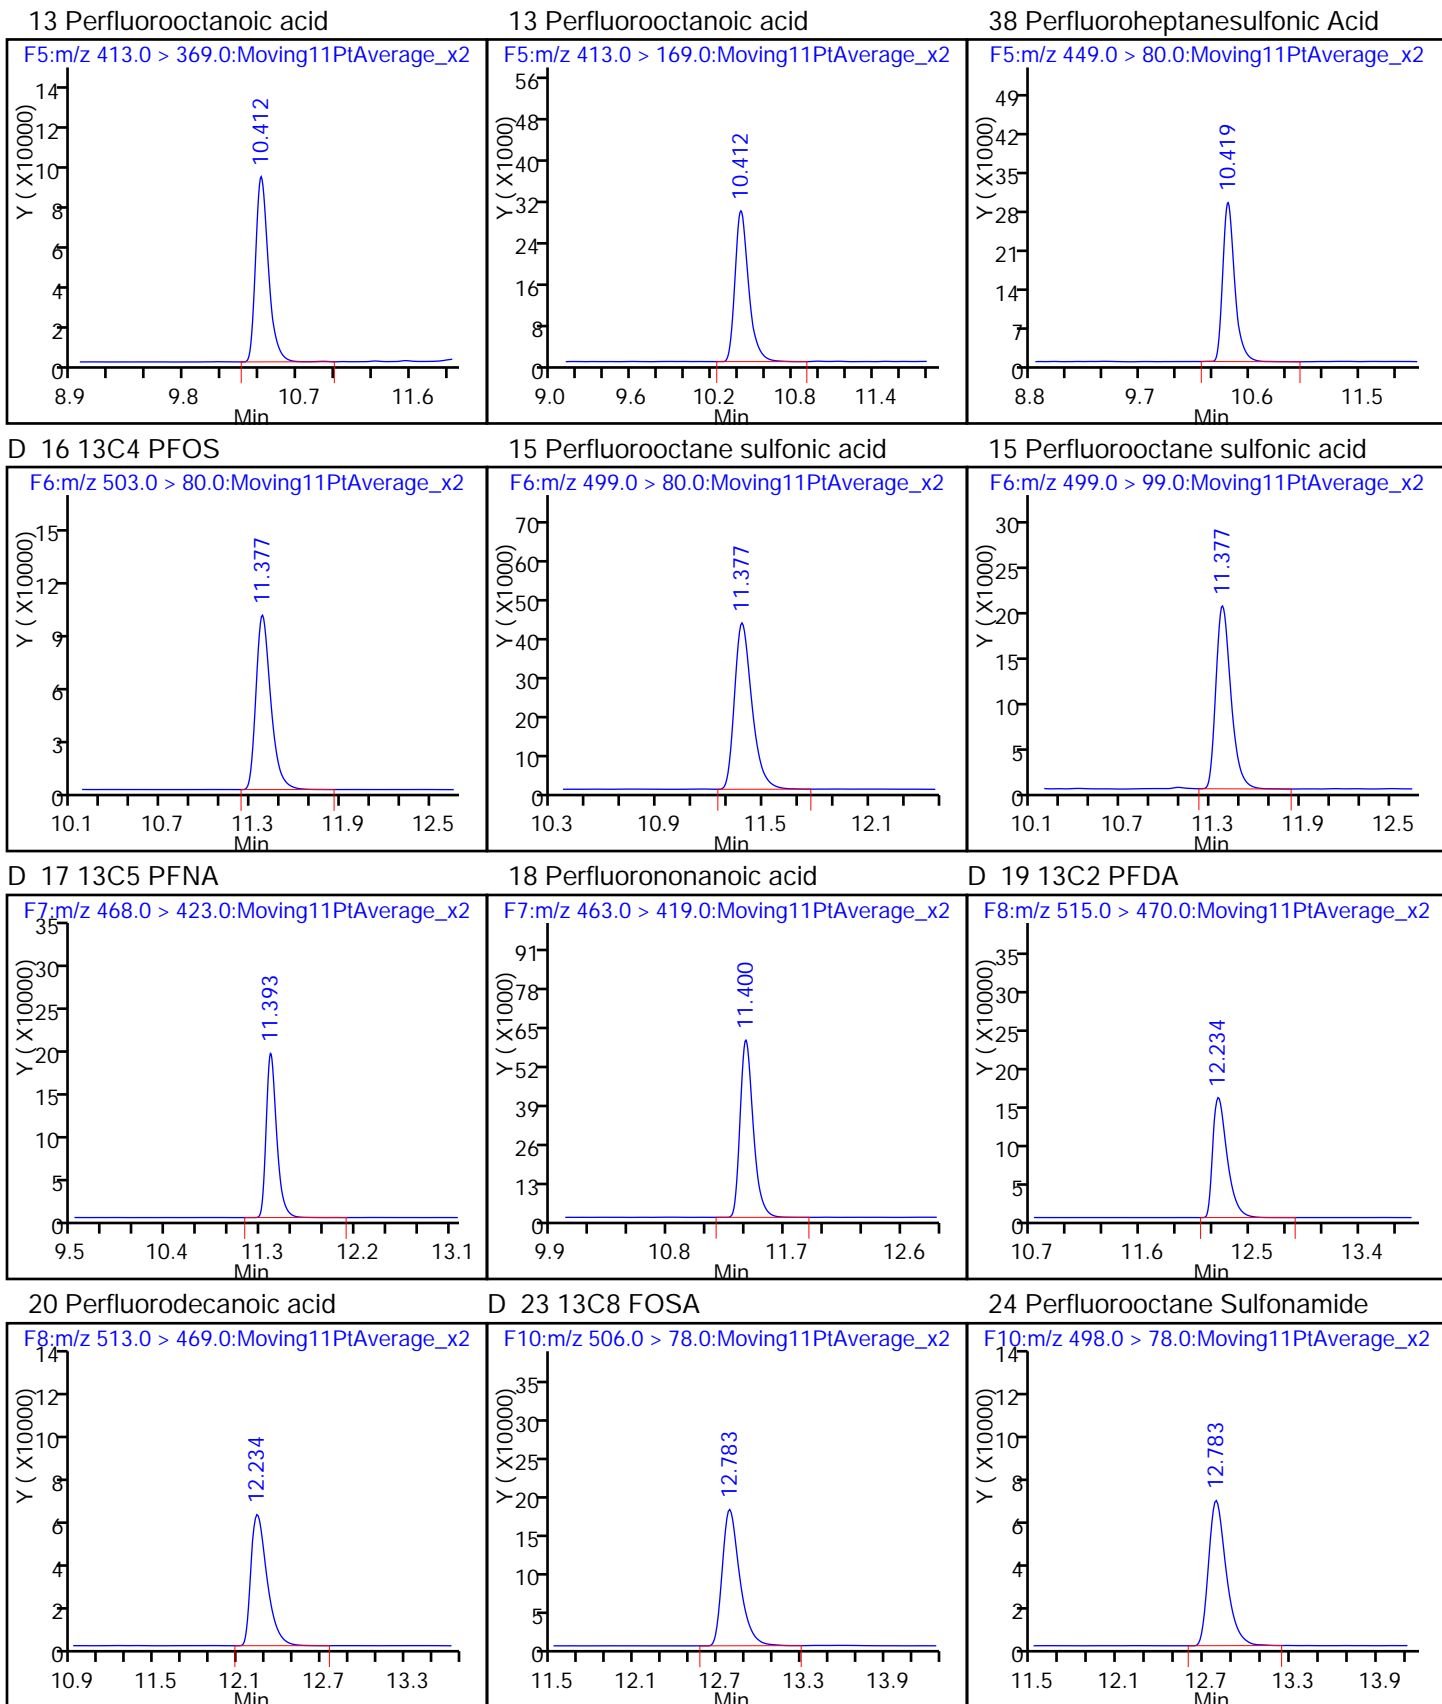 13 Perfluorooctanoic acid
F5:m/z 413.0 > 369.0:Moving11PtAverage_x2
Y ( X10000)
14
12
10
8
6
4
2
0
10.412
8.9 9.8 10.7 11.6
Min
13 Perfluorooctanoic acid
F5:m/z 413.0 > 169.0:Moving11PtAverage_x2
Y ( X1000)
56
48
40
32
24
16
8
0
10.412
9.0 9.6 10.2 10.8 11.4
Min
38 Perfluoroheptanesulfonic Acid
F5:m/z 449.0 > 80.0:Moving11PtAverage_x2
Y ( X1000)
49
42
35
28
21
14
7
0
10.419
8.8 9.7 10.6 11.5
Min
D 16 13C4 PFOS
F6:m/z 503.0 > 80.0:Moving11PtAverage_x2
Y ( X10000)
15
12
9
6
3
0
11.377
10.1 10.7 11.3 11.9 12.5
Min
15 Perfluorooctane sulfonic acid
F6:m/z 499.0 > 80.0:Moving11PtAverage_x2
Y ( X1000)
70
60
50
40
30
20
10
0
11.377
10.3 10.9 11.5 12.1
Min
15 Perfluorooctane sulfonic acid
F6:m/z 499.0 > 99.0:Moving11PtAverage_x2
Y ( X1000)
30
25
20
15
10
5
0
11.377
10.1 10.7 11.3 11.9 12.5
Min
D 17 13C5 PFNA
F7:m/z 468.0 > 423.0:Moving11PtAverage_x2
Y ( X10000)
35
30
25
20
15
10
5
0
11.393
9.5 10.4 11.3 12.2 13.1
Min
18 Perfluorononanoic acid
F7:m/z 463.0 > 419.0:Moving11PtAverage_x2
Y ( X1000)
91
78
65
52
39
26
13
0
11.400
9.9 10.8 11.7 12.6
Min
D 19 13C2 PFDA
F8:m/z 515.0 > 470.0:Moving11PtAverage_x2
Y ( X10000)
35
30
25
20
15
10
5
0
12.234
10.7 11.6 12.5 13.4
Min
20 Perfluorodecanoic acid
F8:m/z 513.0 > 469.0:Moving11PtAverage_x2
Y ( X10000)
14
12
10
8
6
4
2
0
12.234
10.9 11.5 12.1 12.7 13.3
Min
D 23 13C8 FOSA
F10:m/z 506.0 > 78.0:Moving11PtAverage_x2
Y ( X10000)
35
30
25
20
15
10
5
0
12.783
11.5 12.1 12.7 13.3 13.9
Min
24 Perfluorooctane Sulfonamide
F10:m/z 498.0 > 78.0:Moving11PtAverage_x2
Y ( X10000)
14
12
10
8
6
4
2
0
12.783
11.5 12.1 12.7 13.3 13.9
Min